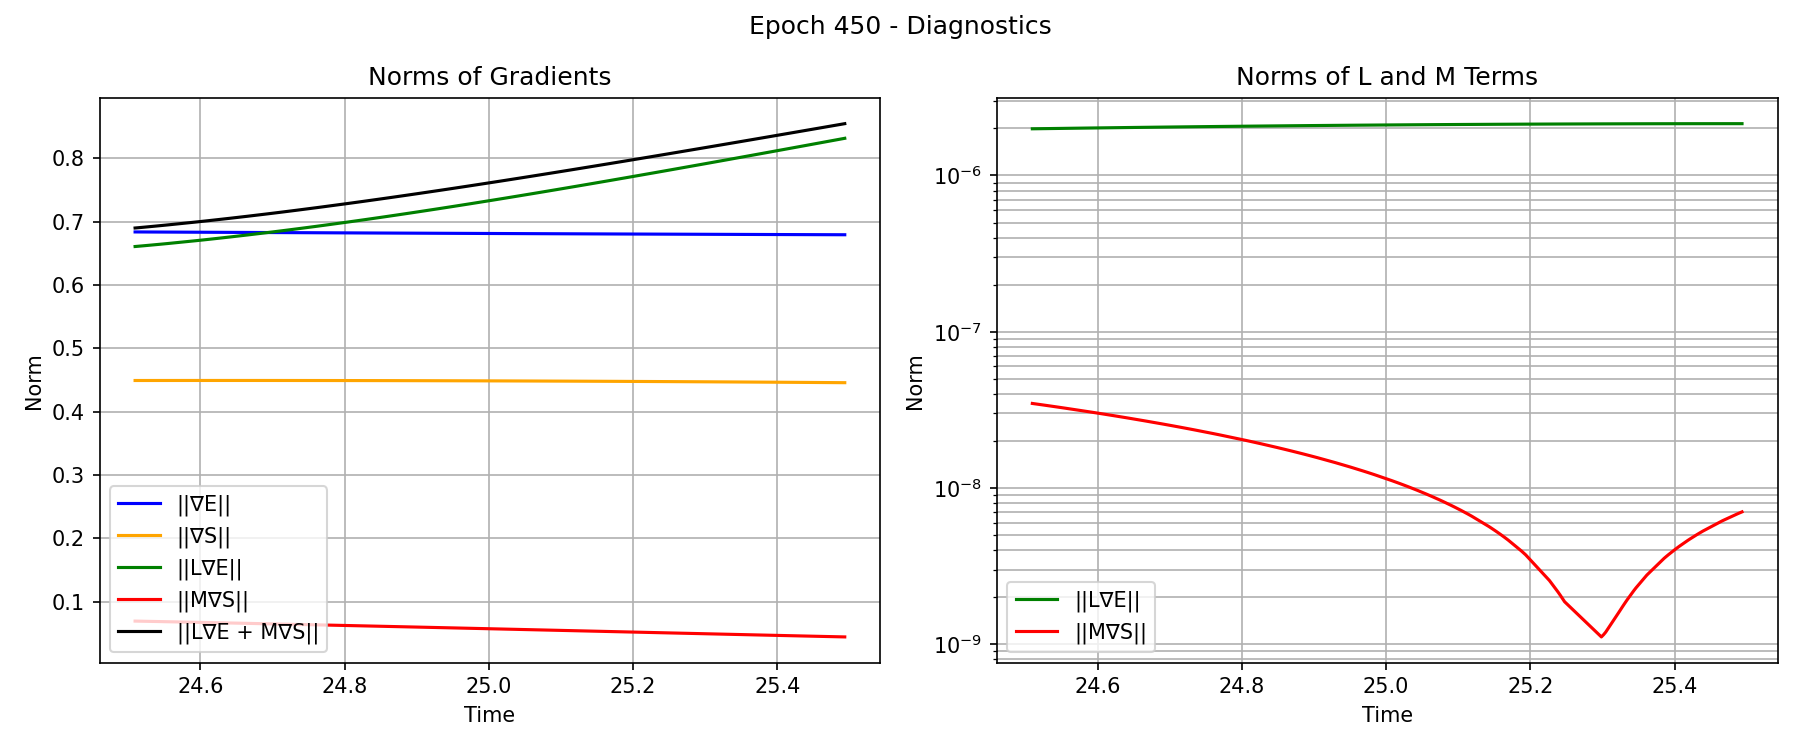 Epoch 450 - Diagnostics
Norms of Gradients
Norm
0.8
0.7
0.6
0.5
0.4
0.3
0.2
0.1
||∇E||
||∇S||
||L∇E||
||M∇S||
||L∇E + M∇S||
24.6 24.8 25.0 25.2 25.4
Time
Norms of L and M Terms
Norm
10⁻⁶
10⁻⁷
10⁻⁸
10⁻⁹
||L∇E||
||M∇S||
24.6 24.8 25.0 25.2 25.4
Time